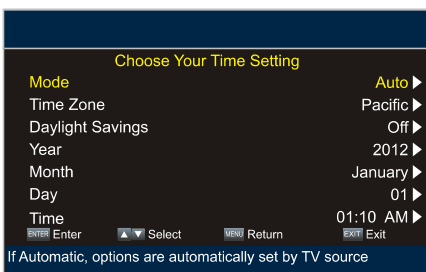 Choose Your Time Setting
Mode Auto
Time Zone Pacific
Daylight Savings Off
Year 2012
Month January
Day 01
Time 01:10 AM
ENTER Enter Select MENU Return EXIT Exit
If Automatic, options are automatically set by TV source